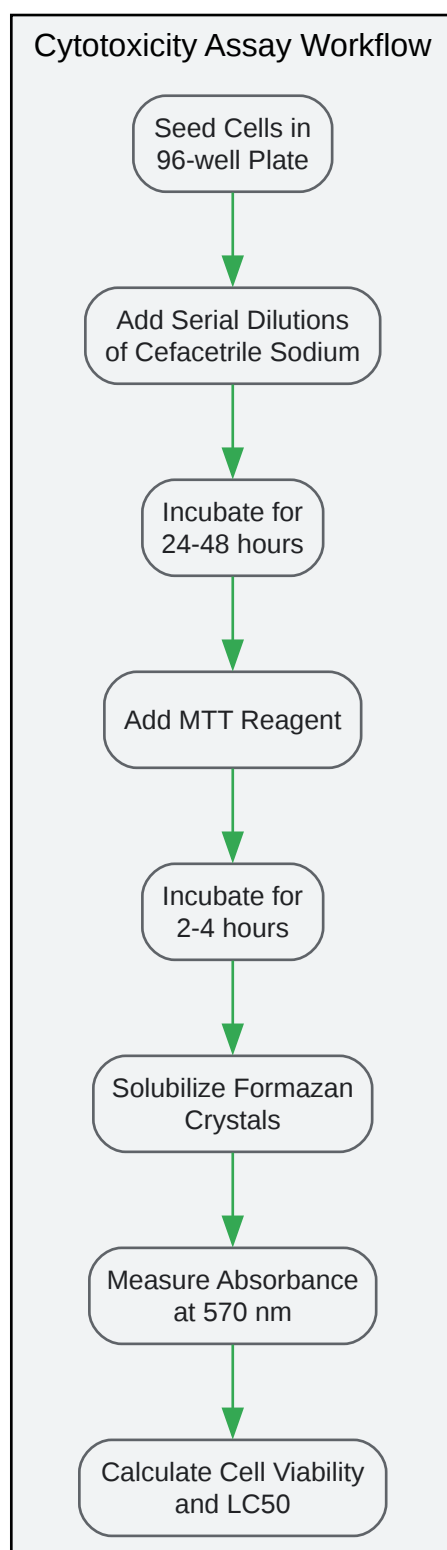 Cytotoxicity Assay Workflow
Seed Cells in
96-well Plate
Add Serial Dilutions
of Cefacetrile Sodium
Incubate for
24-48 hours
Add MTT Reagent
Incubate for
2-4 hours
Solubilize Formazan
Crystals
Measure Absorbance
at 570 nm
Calculate Cell Viability
and LC50